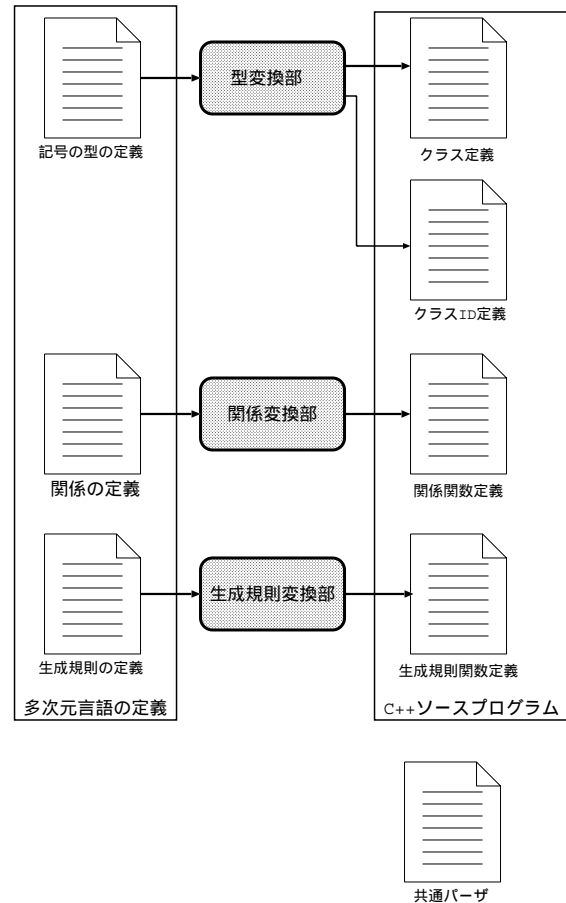 型変換部
記号の型の定義
クラス定義
クラスID定義
関係変換部
関係の定義
関係関数定義
生成規則変換部
生成規則の定義
生成規則関数定義
多次元言語の定義
C++ソースプログラム
共通パーザ